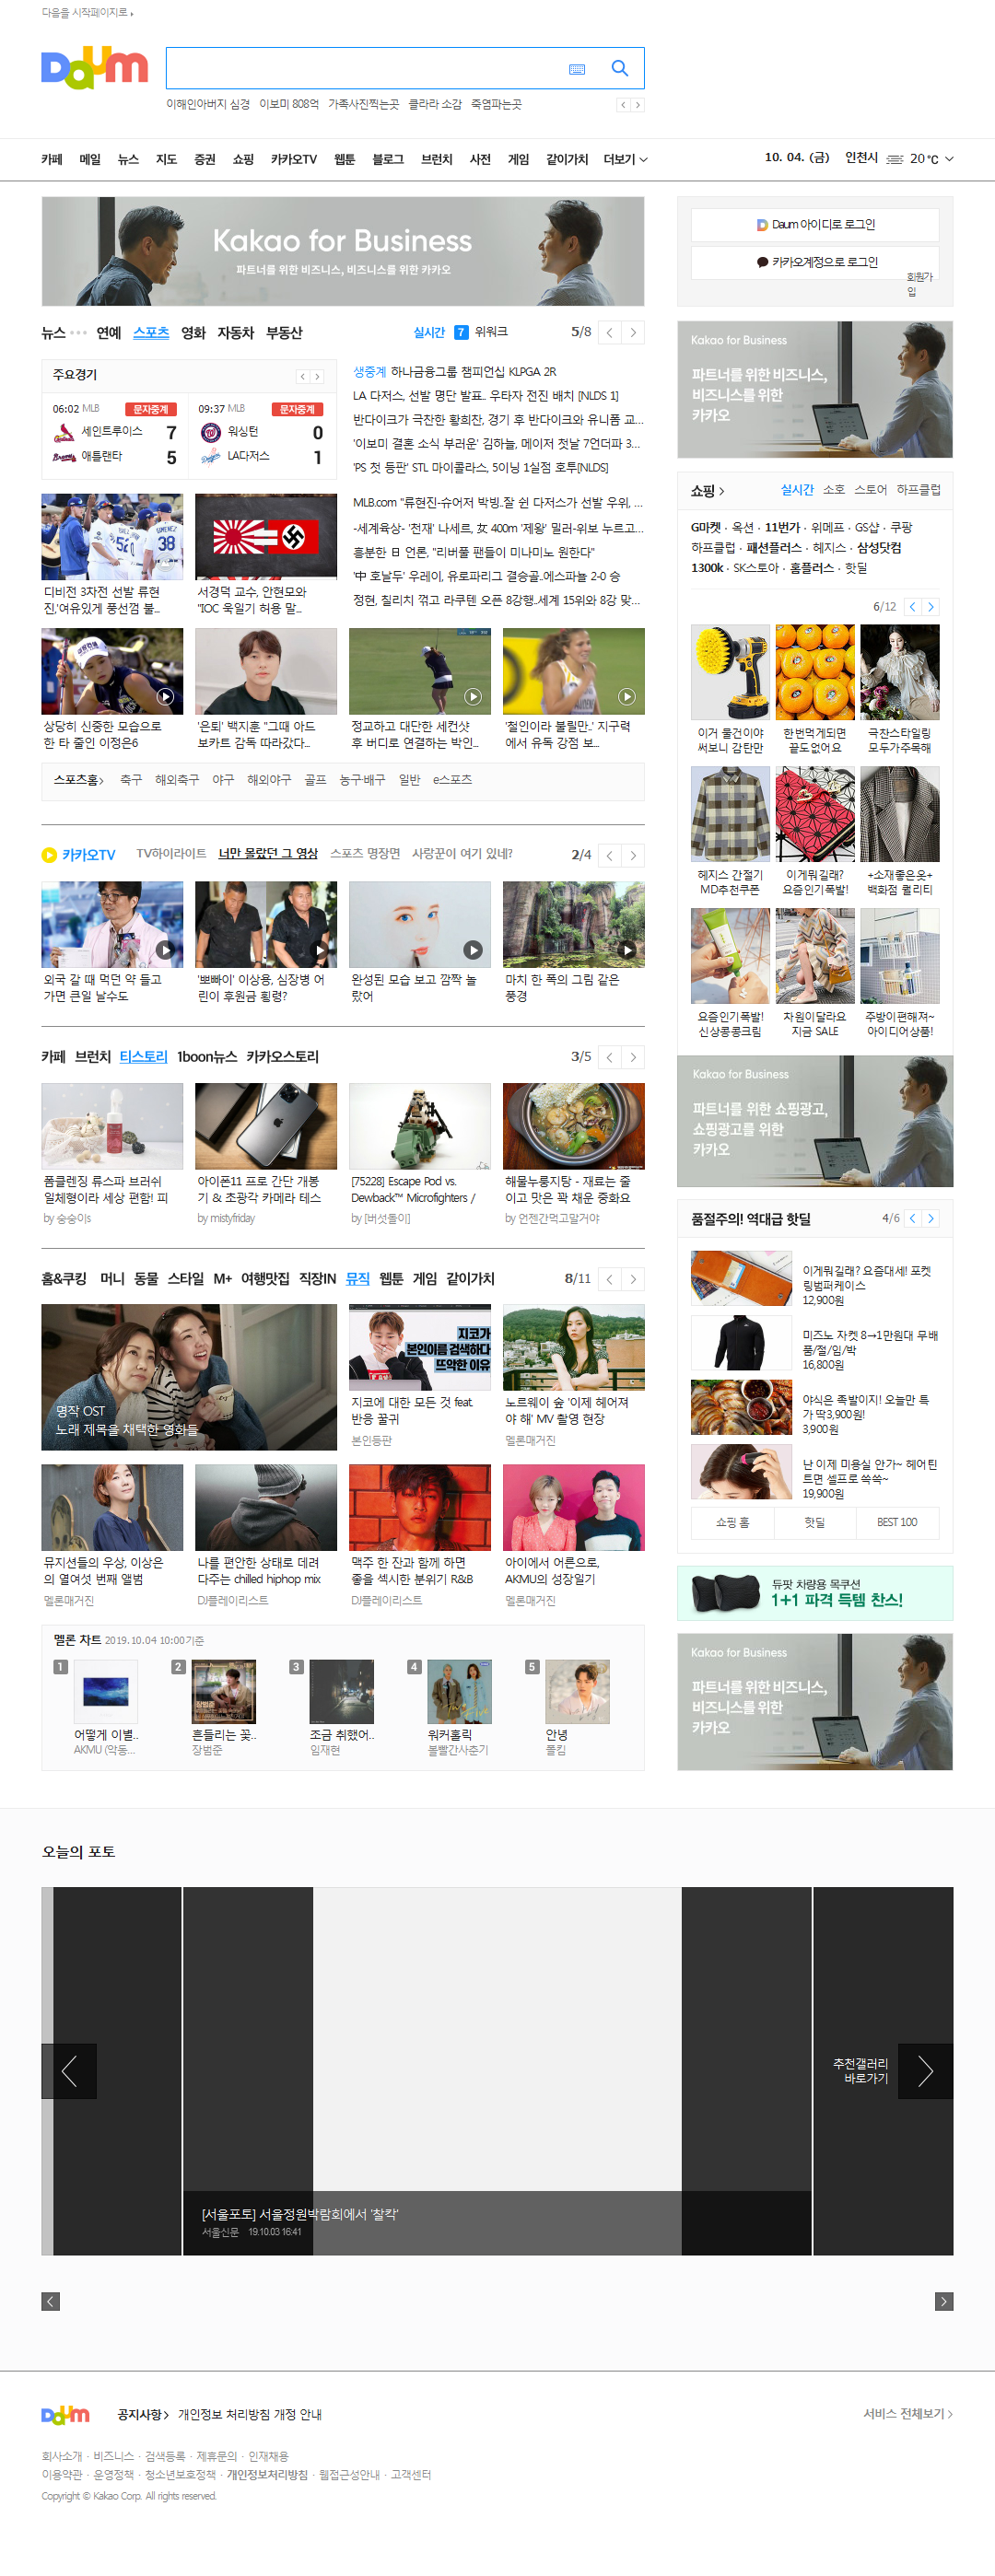 다음을 시작페이지로
Daum
이해인아버지 심경 이보미 808억 가족사진찍는곳 클라라 소감 죽염파는곳
카페 메일 뉴스 지도 증권 쇼핑 카카오TV 웹툰 블로그 브런치 사전 게임 같이가치 더보기
10. 04. (금) 인천시 20 ℃
Kakao for Business
파트너를 위한 비즈니스, 비즈니스를 위한 카카오
Daum 아이디로 로그인
카카오계정으로 로그인
회원가
입
뉴스 연예 스포츠 영화 자동차 부동산
실시간 7 위워크 5/8
주요경기
06:02 MLB 문자중계
세인트루이스 7
애틀랜타 5
09:37 MLB 문자중계
워싱턴 0
LA다저스 1
생중계 하나금융그룹 챔피언십 KLPGA 2R
LA 다저스, 선발 명단 발표.. 우타자 전진 배치 [NLDS 1]
반다이크가 극찬한 황희찬, 경기 후 반다이크와 유니폼 교...
'이보미 결혼 소식 부러운' 김하늘, 메이저 첫날 7언더파 3...
'PS 첫 등판' STL 마이콜라스, 5이닝 1실점 호투[NLDS]
MLB.com "류현진-슈어저 박빙..잘 쉰 다저스가 선발 우위, ...
-세계육상- '천재' 나세르, 女 400m '제왕' 밀러-위보 누르고...
흥분한 日 언론, "리버풀 팬들이 미나미노 원한다"
'中 호날두' 우레이, 유로파리그 결승골..에스파뇰 2-0 승
정현, 칠리치 꺾고 라쿠텐 오픈 8강행..세계 15위와 8강 맞...
디비전 3차전 선발 류현
진,'여유있게 풍선껌 불...
서경덕 교수, 안현모와
"IOC 욱일기 허용 말...
상당히 신중한 모습으로
한 타 줄인 이정은6
'은퇴' 백지훈 "그때 아드
보카트 감독 따라갔다...
정교하고 대단한 세컨샷
후 버디로 연결하는 박인...
'철인이라 불릴만..' 지구력
에서 유독 강점 보...
스포츠홈 축구 해외축구 야구 해외야구 골프 농구·배구 일반 e스포츠
카카오TV TV하이라이트 너만 몰랐던 그 영상 스포츠 명장면 사랑꾼이 여기 있네? 2/4
외국 갈 때 먹던 약 들고
가면 큰일 날수도
'뽀빠이' 이상용, 심장병 어
린이 후원금 횡령?
완성된 모습 보고 깜짝 놀
랐어
마치 한 폭의 그림 같은
풍경
카페 브런치 티스토리 1boon뉴스 카카오스토리 3/5
폼클렌징 류스파 브러쉬
일체형이라 세상 편함! 피
by 숭숭이s
아이폰11 프로 간단 개봉
기 & 초광각 카메라 테스
by mistyfriday
[75228] Escape Pod vs.
Dewback™ Microfighters /
by [버섯돌이]
해물누룽지탕 - 재료는 줄
이고 맛은 꽉 채운 중화요
by 언젠간먹고말거야
홈&쿠킹 머니 동물 스타일 M+ 여행맛집 직장IN 뮤직 웹툰 게임 같이가치 8/11
명작 OST
노래 제목을 채택한 영화들
지코가
본인이를 검색하다
뜨악한 이유
지코에 대한 모든 것 feat.
반응 꿀귀
본인등판
노르웨이 숲 '이제 헤어져
야 해' MV 촬영 현장
멜론매거진
뮤지션들의 우상, 이상은
의 열여섯 번째 앨범
멜론매거진
나를 편안한 상태로 데려
다주는 chilled hiphop mix
DJ플레이리스트
맥주 한 잔과 함께 하면
좋을 섹시한 분위기 R&B
DJ플레이리스트
아이에서 어른으로,
AKMU의 성장일기
멜론매거진
멜론 차트 2019.10.04 10:00기준
1 2 3 4 5
어떻게 이별.. 흔들리는 꽃.. 조금 취했어.. 워커홀릭 안녕
AKMU (악동... 장범준 임재현 볼빨간사춘기 폴킴
Kakao for Business
파트너를 위한 비즈니스,
비즈니스를 위한
카카오
쇼핑 실시간 소호 스토어 하프클럽
G마켓 · 옥션 · 11번가 · 위메프 · GS샵 · 쿠팡
하프클럽 · 패션플러스 · 헤지스 · 삼성닷컴
1300k · SK스토아 · 홈플러스 · 핫딜
6/12
이거 물건이야
써보니 감탄만
한번먹게되면
끝도없어요
극찬스타일링
모두가주목해
헤지스 간절기
MD추천쿠폰
이게뭐길래?
요즘인기폭발!
+소재좋은옷+
백화점 퀄리티
요즘인기폭발!
신상콩콩크림
차원이달라요
지금 SALE
주방이편해져~
아이디어상품!
Kakao for Business
파트너를 위한 쇼핑광고,
쇼핑광고를 위한
카카오
품절주의! 역대급 핫딜 4/6
이게뭐길래? 요즘대세! 포켓
링범퍼케이스
12,900원
미즈노 자켓 8→1만원대 무배
품/절/임/박
16,800원
야식은 족발이지! 오늘만 특
가 딱3,900원!
3,900원
난 이제 미용실 안가~ 헤어틴
트면 셀프로 쓱쓱~
19,900원
쇼핑 홈 핫딜 BEST 100
듀팟 차량용 목쿠션
1+1 파격 득템 찬스!
Kakao for Business
파트너를 위한 비즈니스,
비즈니스를 위한
카카오
오늘의 포토
추천갤러리
바로가기
[서울포토] 서울정원박람회에서 '찰칵'
서울신문 19.10.03 16:41
Daum 공지사항 개인정보 처리방침 개정 안내 서비스 전체보기
회사소개 · 비즈니스 · 검색등록 · 제휴문의 · 인재채용
이용약관 · 운영정책 · 청소년보호정책 · 개인정보처리방침 · 웹접근성안내 · 고객센터
Copyright © Kakao Corp. All rights reserved.